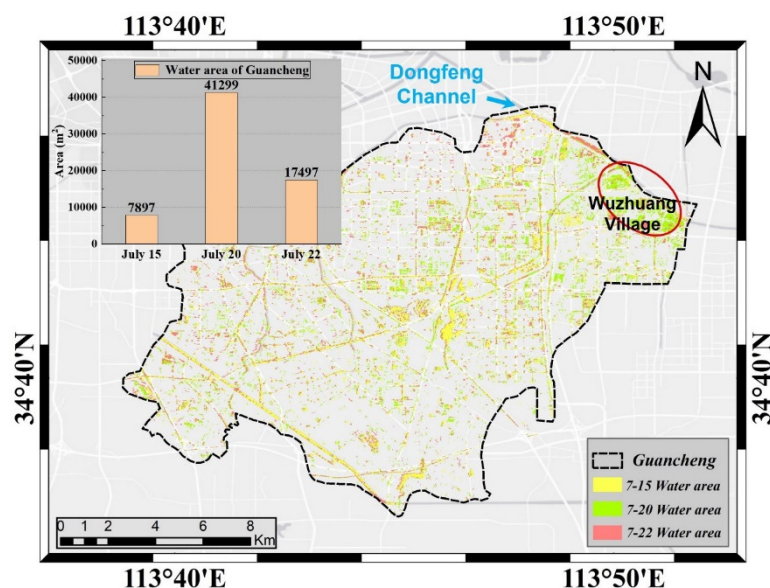 113°40'E
113°50'E
50000
40000
30000
20000
10000
0
Area (m²)
Water area of Guancheng
7897
41299
17497
July 15
July 20
July 22
Dongfeng
Channel
N
Wuzhuang
Village
34°40'N
34°40'N
Guancheng
7-15 Water area
7-20 Water area
7-22 Water area
0 1 2 4 6 8
Km
113°40'E
113°50'E